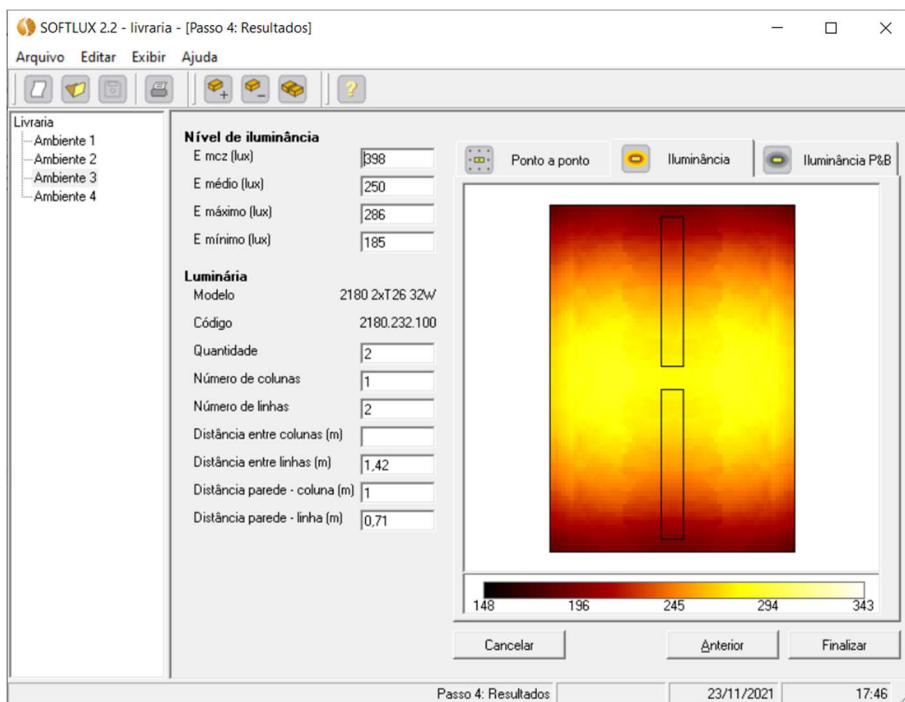 SOFTLUX 2.2 - livraria - [Passo 4: Resultados]
Arquivo Editar Exibir Ajuda
Livraria
Ambiente 1
Ambiente 2
Ambiente 3
Ambiente 4
Nível de iluminância
E mcz (lux) 398
E médio (lux) 250
E máximo (lux) 286
E mínimo (lux) 185
Luminária
Modelo 2180 2xT26 32W
Código 2180.232.100
Quantidade 2
Número de colunas 1
Número de linhas 2
Distância entre colunas (m)
Distância entre linhas (m) 1,42
Distância parede - coluna (m) 1
Distância parede - linha (m) 0,71
Ponto a ponto Iluminância Iluminância P&B
148 196 245 294 343
Cancelar Anterior Finalizar
Passo 4: Resultados 23/11/2021 17:46